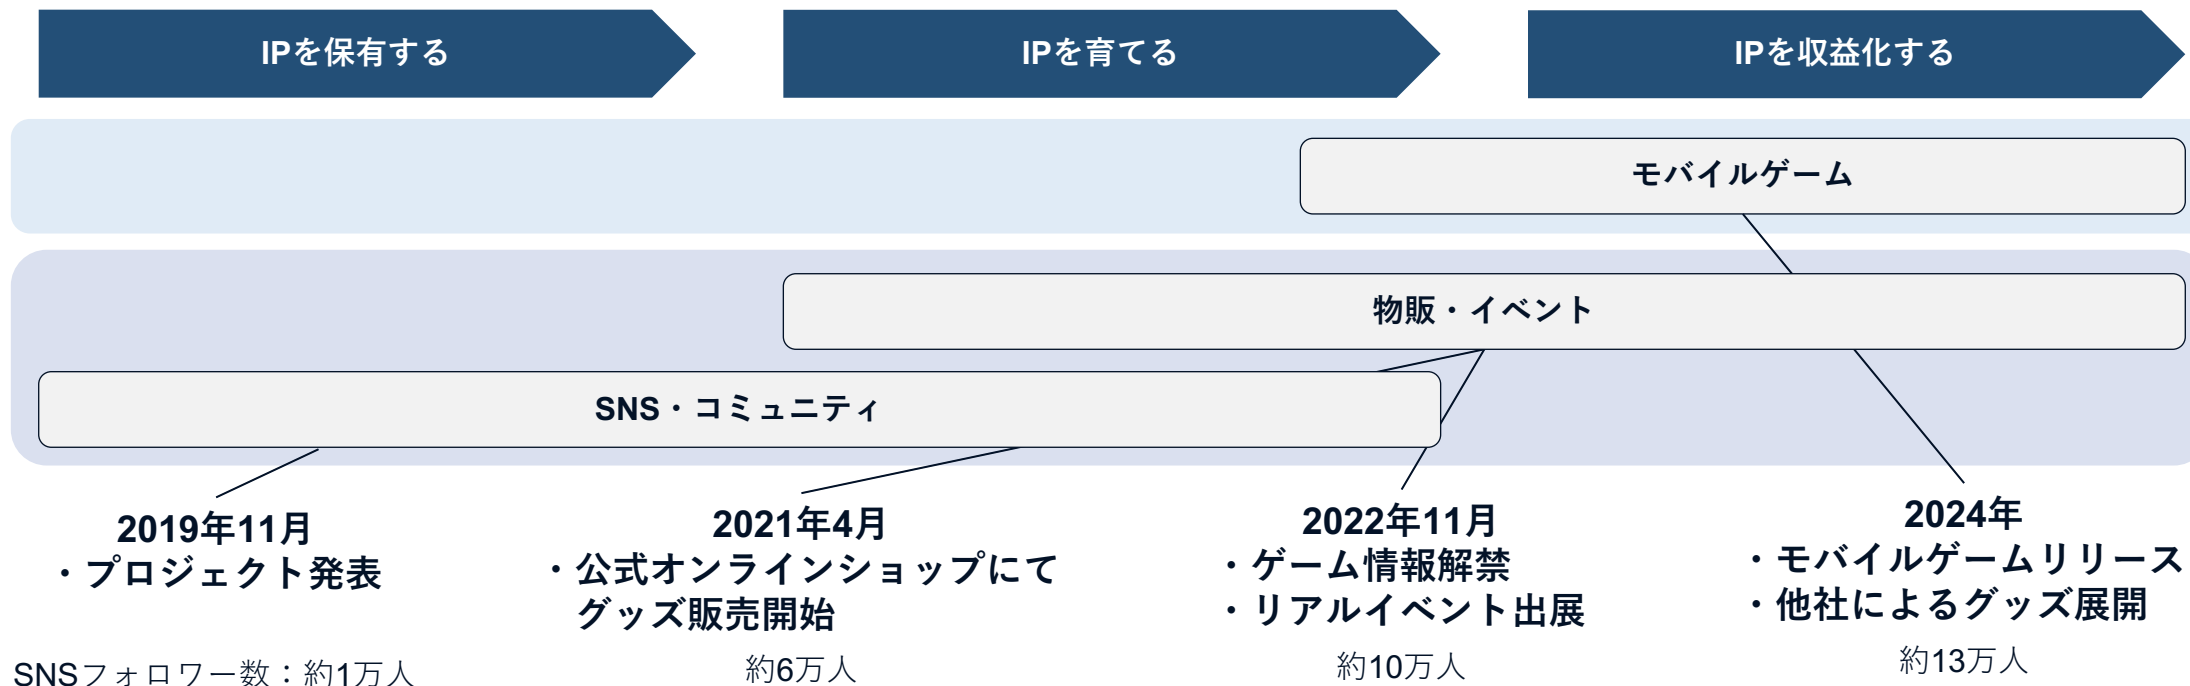 IPを保有する
IPを育てる
IPを収益化する
モバイルゲーム
物販・イベント
SNS・コミュニティ
2019年11月
・プロジェクト発表
SNSフォロワー数：約1万人
2021年4月
・公式オンラインショップにて
グッズ販売開始
約6万人
2022年11月
・ゲーム情報解禁
・リアルイベント出展
約10万人
2024年
・モバイルゲームリリース
・他社によるグッズ展開
約13万人